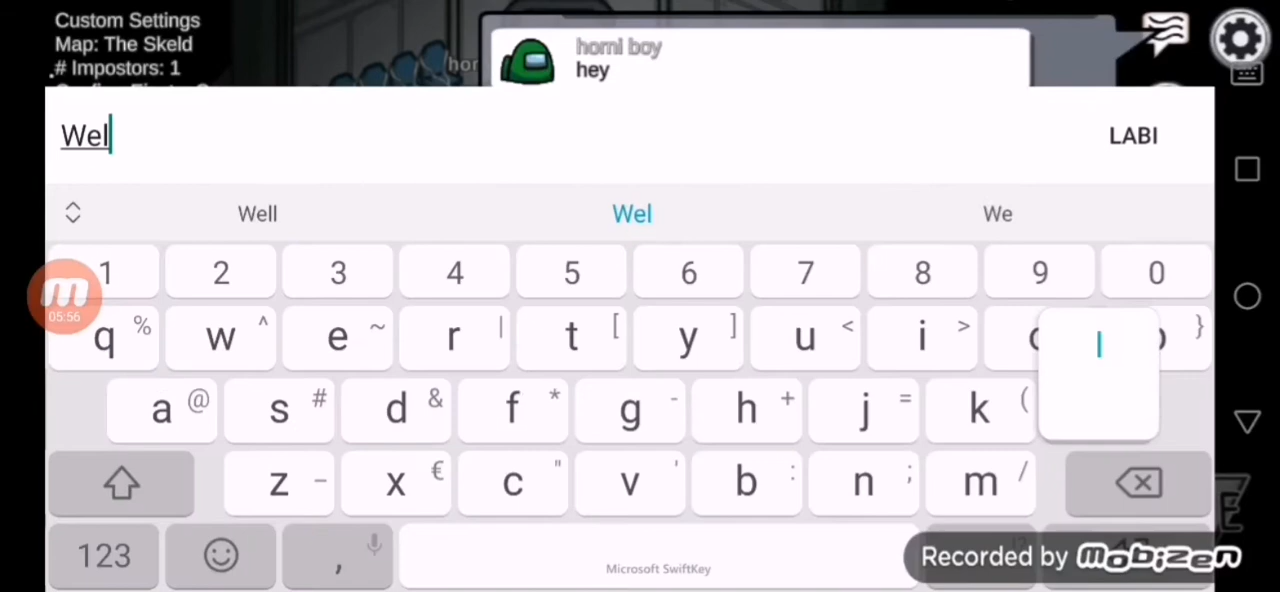 Custom Settings
Map: The Skeld
# Impostors: 1
hor
horni boy
hey
Wel
LABI
Well Wel We
1 2 3 4 5 6 7 8 9 0
05:56
q % w ^ e ~ r | t [ y ] u < i > }
l
a @ s # d & f * g - h + j = k (
z – x € c " v ' b : n ; m /
123 , Microsoft SwiftKey
Recorded by mobizen